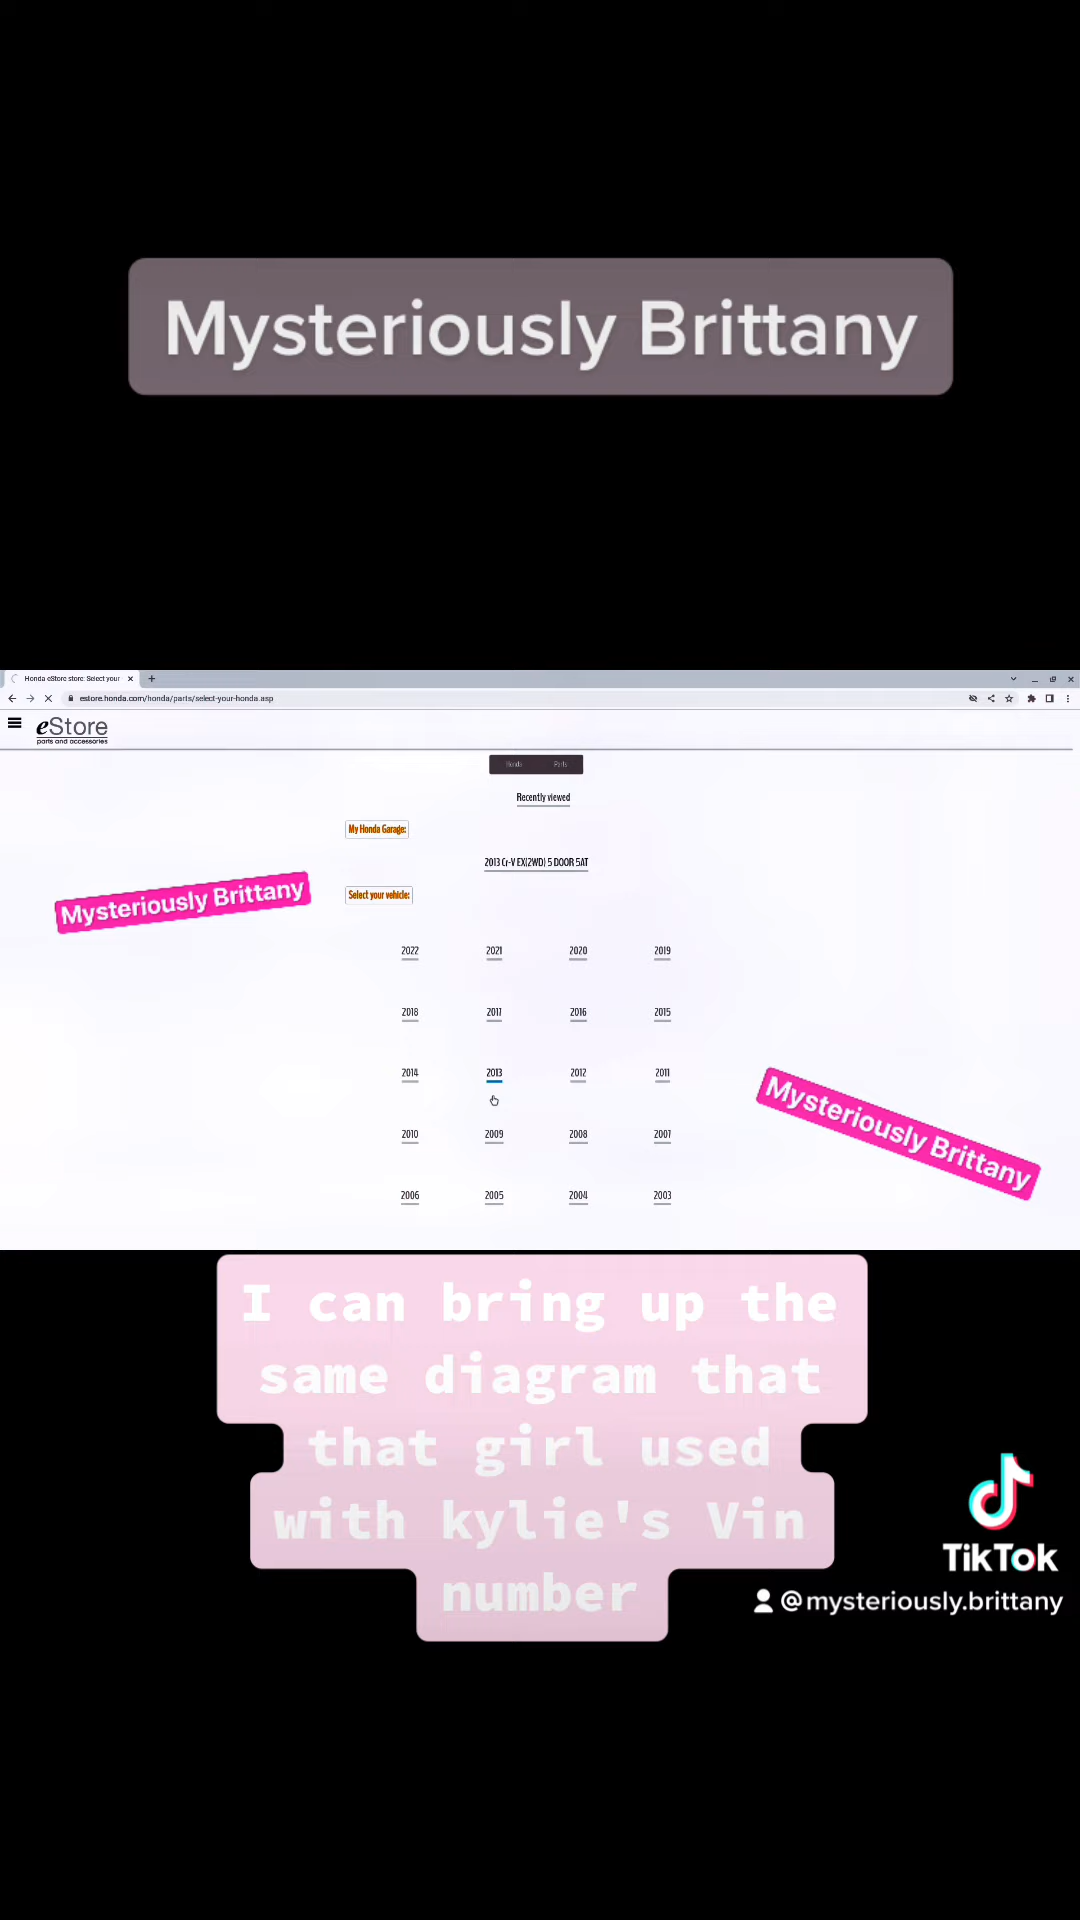 Mysteriously Brittany
Honda eStore store: Select your
estore.honda.com/honda/parts/select-your-honda.asp
eStore
parts and accessories
Honda Parts
Recently viewed
My Honda Garage:
2013 Cr-V EX(2WD) 5 DOOR 5AT
Select your vehicle:
Mysteriously Brittany
2022 2021 2020 2019
2018 2017 2016 2015
2014 2013 2012 2011
Mysteriously Brittany
2010 2009 2008 2007
2006 2005 2004 2003
I can bring up the
same diagram that
that girl used
with kylie's Vin
number
TikTok
@mysteriously.brittany